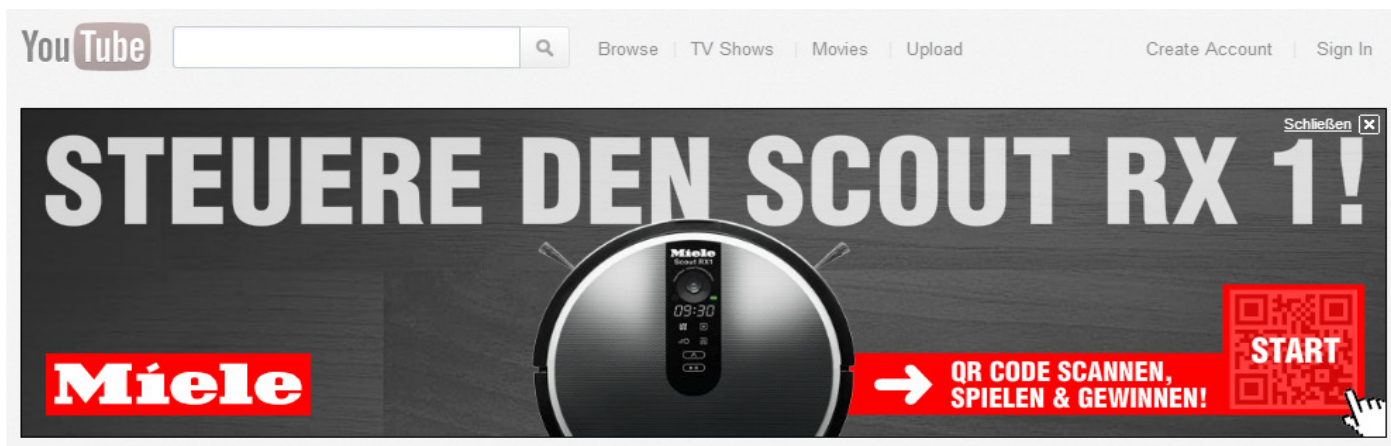 YouTube
Browse TV Shows Movies Upload Create Account Sign In
Schließen
STEUERE DEN SCOUT RX 1!
Miele
Scout RX1
09:30
Miele
QR CODE SCANNEN,
SPIELEN & GEWINNEN!
START